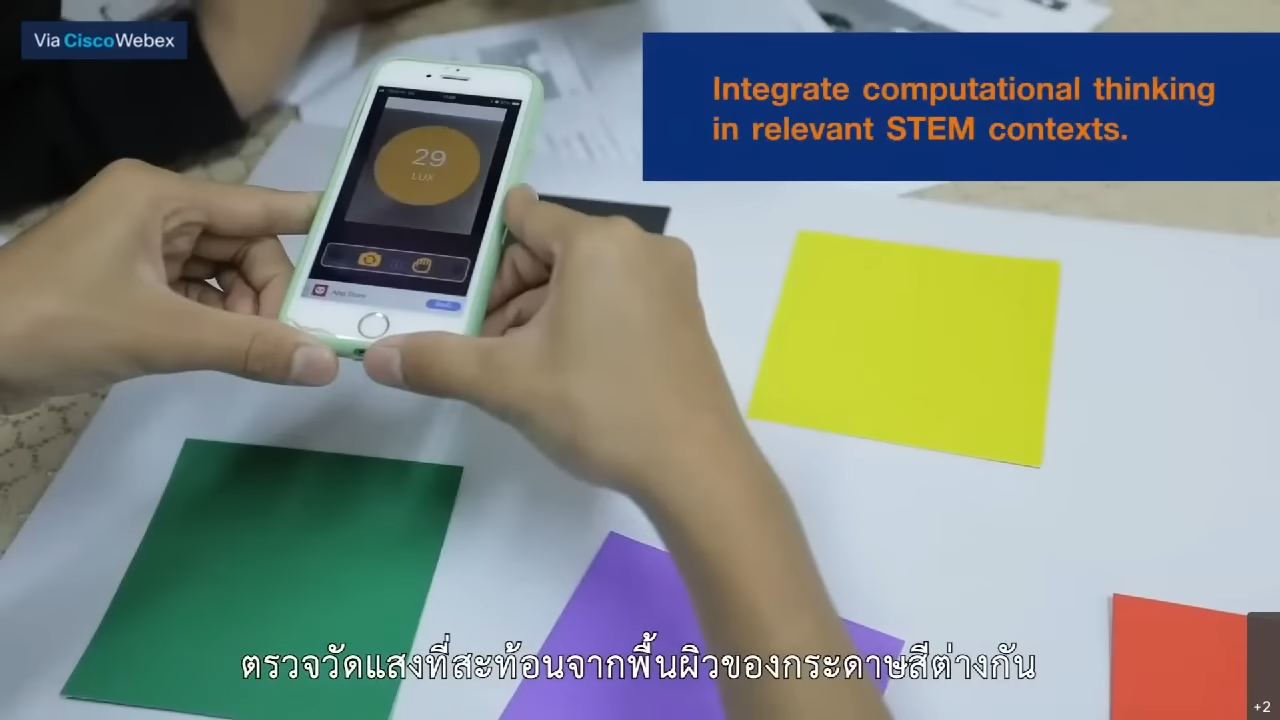 Via CiscoWebex
Integrate computational thinking
in relevant STEM contexts.
29
LUX
App Store
ตรวจวัดแสงที่สะท้อนจากพื้นผิวของกระดาษสีต่างกัน
+2